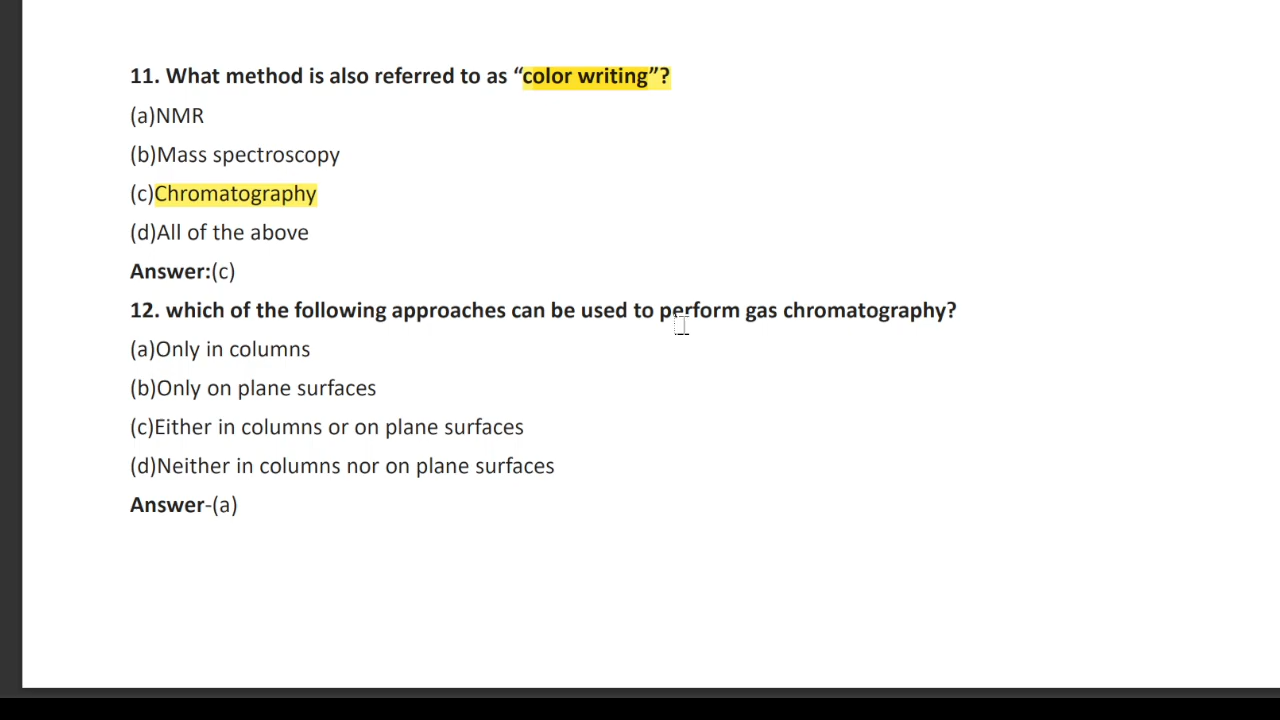 11. What method is also referred to as “color writing”?
(a)NMR
(b)Mass spectroscopy
(c)Chromatography
(d)All of the above
Answer:(c)
12. which of the following approaches can be used to perform gas chromatography?
(a)Only in columns
(b)Only on plane surfaces
(c)Either in columns or on plane surfaces
(d)Neither in columns nor on plane surfaces
Answer-(a)